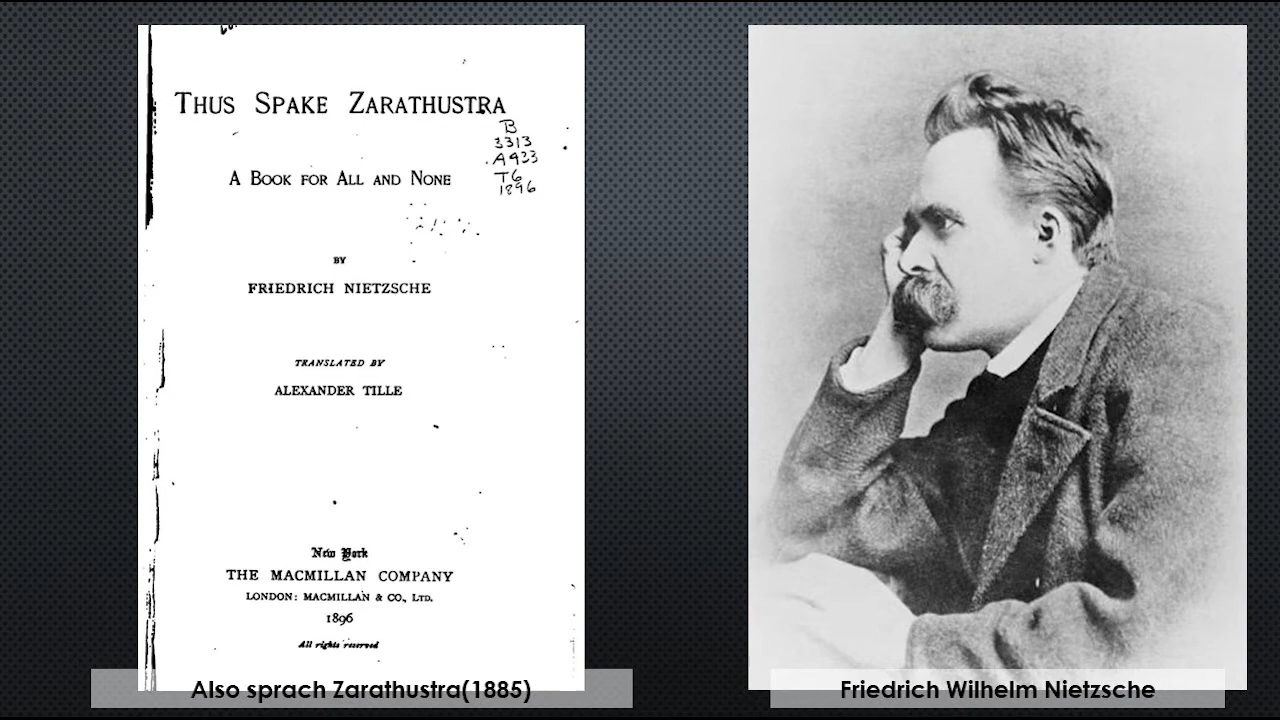 THUS SPAKE ZARATHUSTRA
B
3313
.A433
T6
1896
A BOOK FOR ALL AND NONE
BY
FRIEDRICH NIETZSCHE
TRANSLATED BY
ALEXANDER TILLE
New York
THE MACMILLAN COMPANY
LONDON: MACMILLAN & CO., LTD.
1896
All rights reserved
Also sprach Zarathustra(1885)
Friedrich Wilhelm Nietzsche